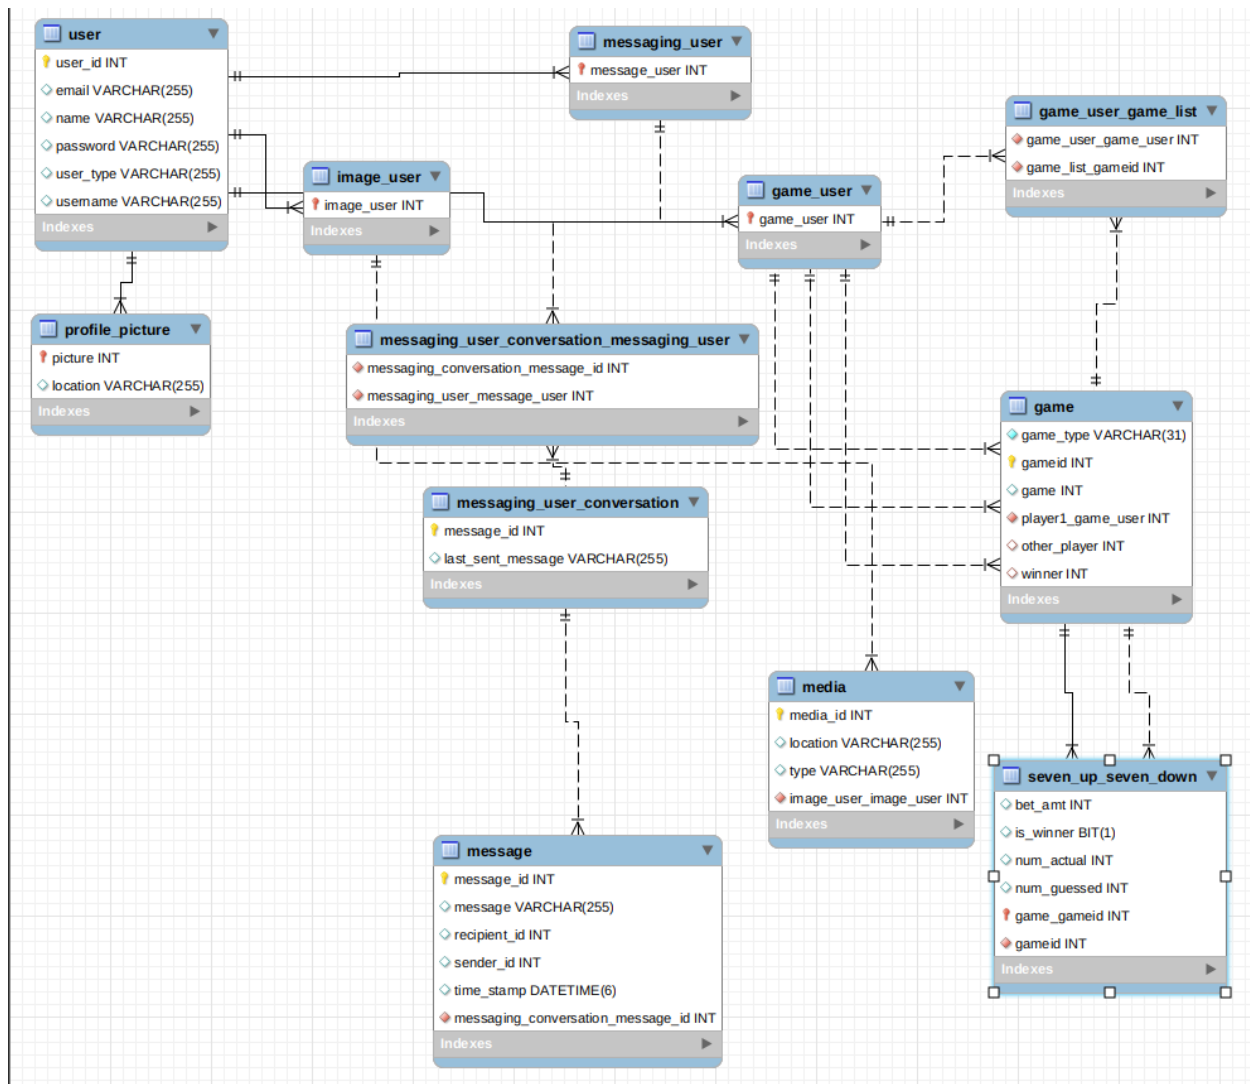 user
user_id INT
email VARCHAR(255)
name VARCHAR(255)
password VARCHAR(255)
user_type VARCHAR(255)
username VARCHAR(255)
Indexes
messaging_user
message_user INT
Indexes
game_user_game_list
game_user_game_user INT
game_list_gameid INT
Indexes
image_user
image_user INT
Indexes
game_user
game_user INT
Indexes
profile_picture
picture INT
location VARCHAR(255)
Indexes
messaging_user_conversation_messaging_user
messaging_conversation_message_id INT
messaging_user_message_user INT
Indexes
game
game_type VARCHAR(31)
gameid INT
game INT
player1_game_user INT
other_player INT
winner INT
Indexes
messaging_user_conversation
message_id INT
last_sent_message VARCHAR(255)
Indexes
media
media_id INT
location VARCHAR(255)
type VARCHAR(255)
image_user_image_user INT
Indexes
seven_up_seven_down
bet_amt INT
is_winner BIT(1)
num_actual INT
num_guessed INT
game_gameid INT
gameid INT
Indexes
message
message_id INT
message VARCHAR(255)
recipient_id INT
sender_id INT
time_stamp DATETIME(6)
messaging_conversation_message_id INT
Indexes